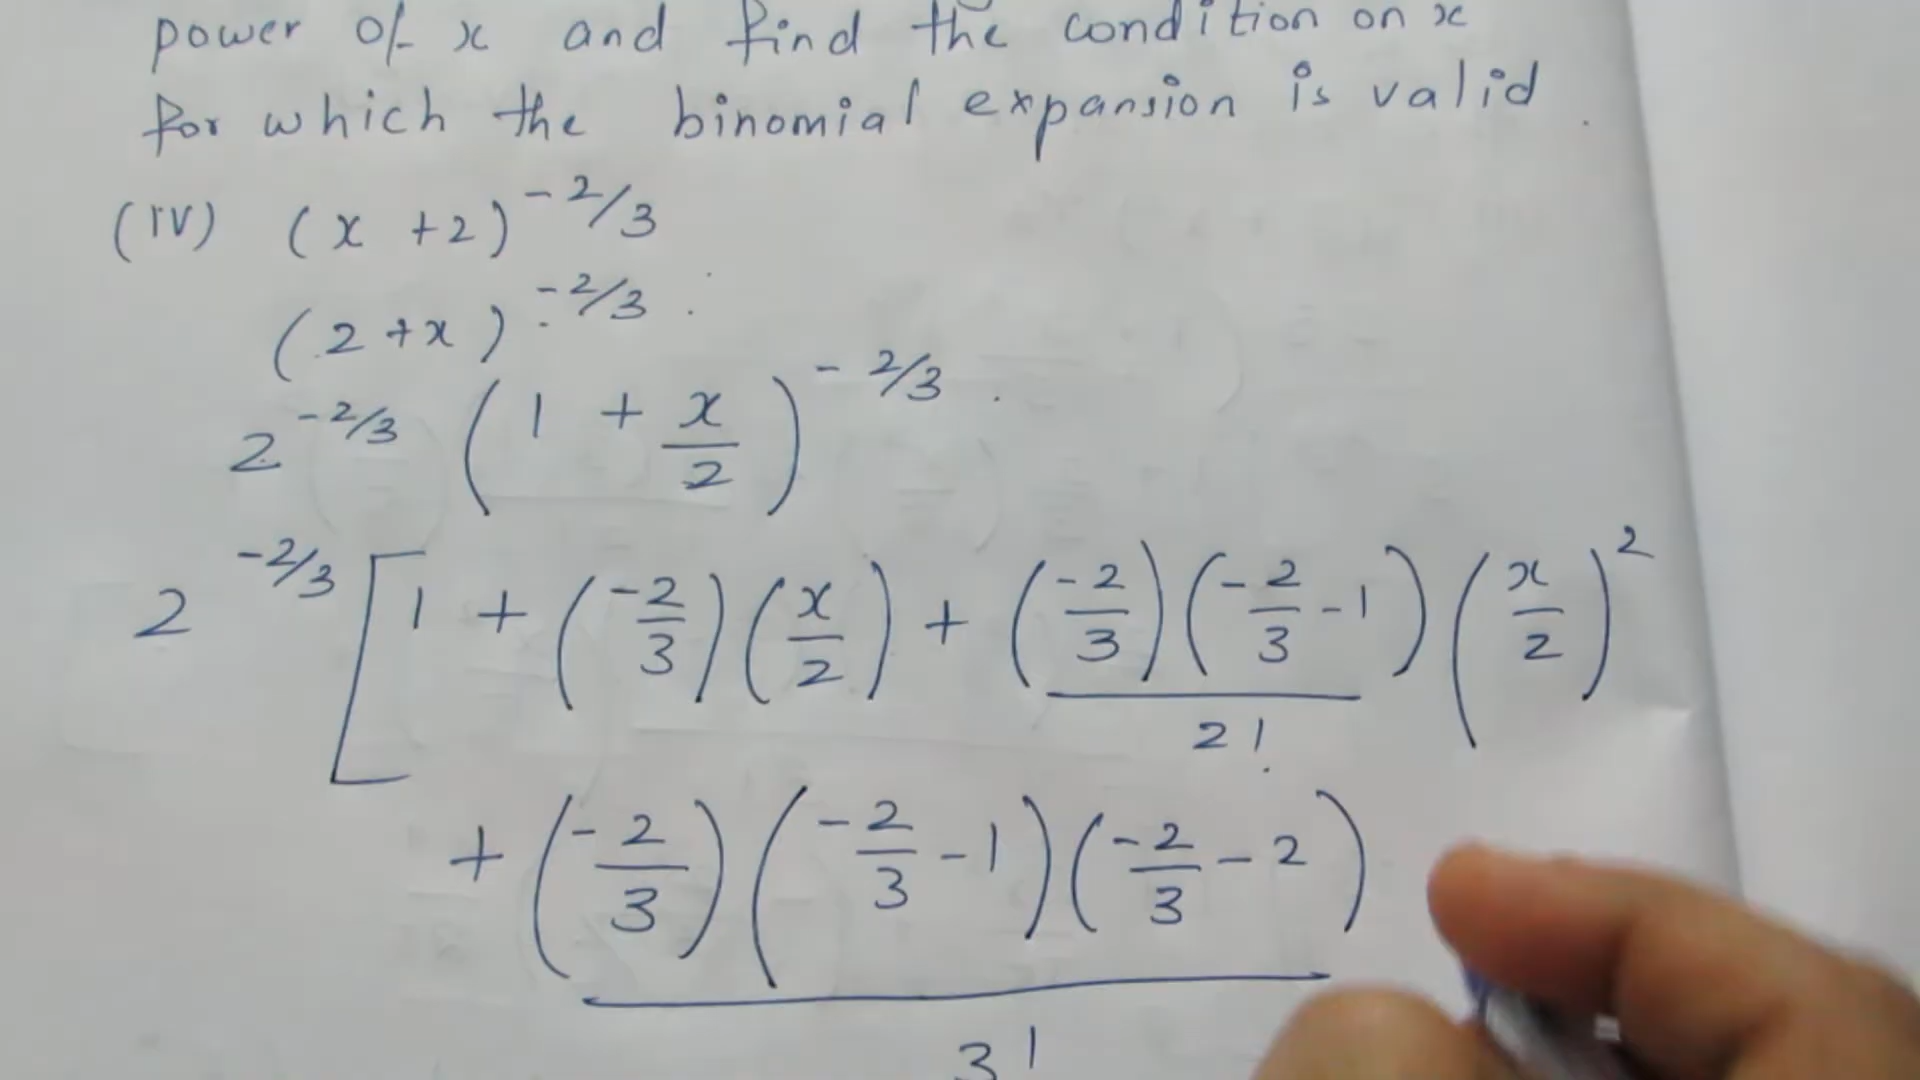 power of x and find the condition on x
for which the binomial expansion is valid.
(iv) (x + 2)^{-2/3}
(2 + x)^{-2/3}.
2^{-2/3} (1 + x/2)^{-2/3}.
2^{-2/3} [1 + (-2/3)(x/2) + (-2/3)(-2/3 - 1)/2! (x/2)^2
+ (-2/3)(-2/3 - 1)(-2/3 - 2)/3!